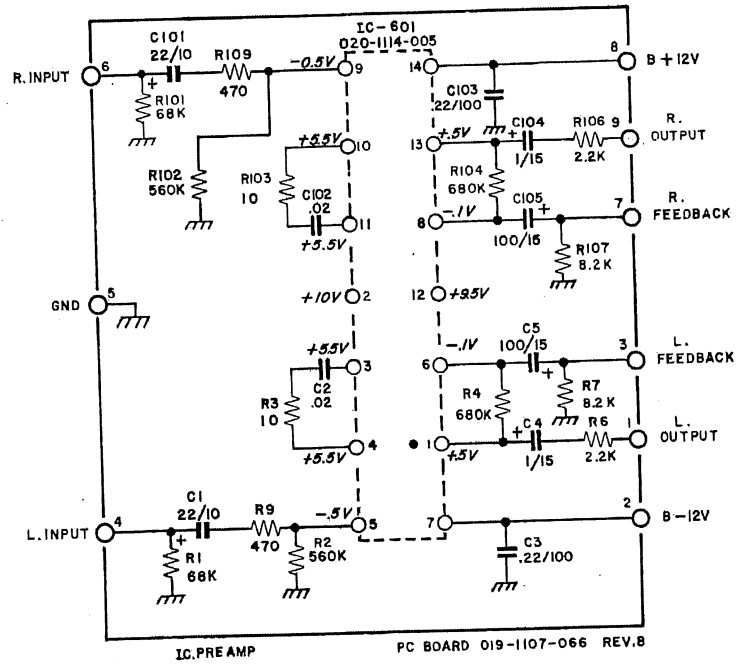 IC-601
020-1114-005
C101
22/10
R109
470
-0.5V
6
R. INPUT
+
R101
68K
R102
560K
9
14
8
B+12V
C103
.22/100
+5.5V
10
R103
10
C102
.02
11
+5.5V
13
+.5V
+
C104
1/15
R106
2.2K
9
R.
OUTPUT
R104
680K
C105
100/15
+
8
-.1V
7
R.
FEEDBACK
R107
8.2K
GND
5
+10V
2
12
+9.5V
+5.5V
3
C2
.02
R3
10
4
+5.5V
-.1V
6
C5
100/15
+
3
L.
FEEDBACK
R4
680K
R7
8.2K
1
+.5V
+
C4
1/15
R6
2.2K
1
L.
OUTPUT
C1
22/10
R9
470
-.5V
5
4
L. INPUT
+
R1
68K
R2
560K
7
2
B-12V
C3
.22/100
IC, PREAMP
PC BOARD 019-1107-066 REV.8